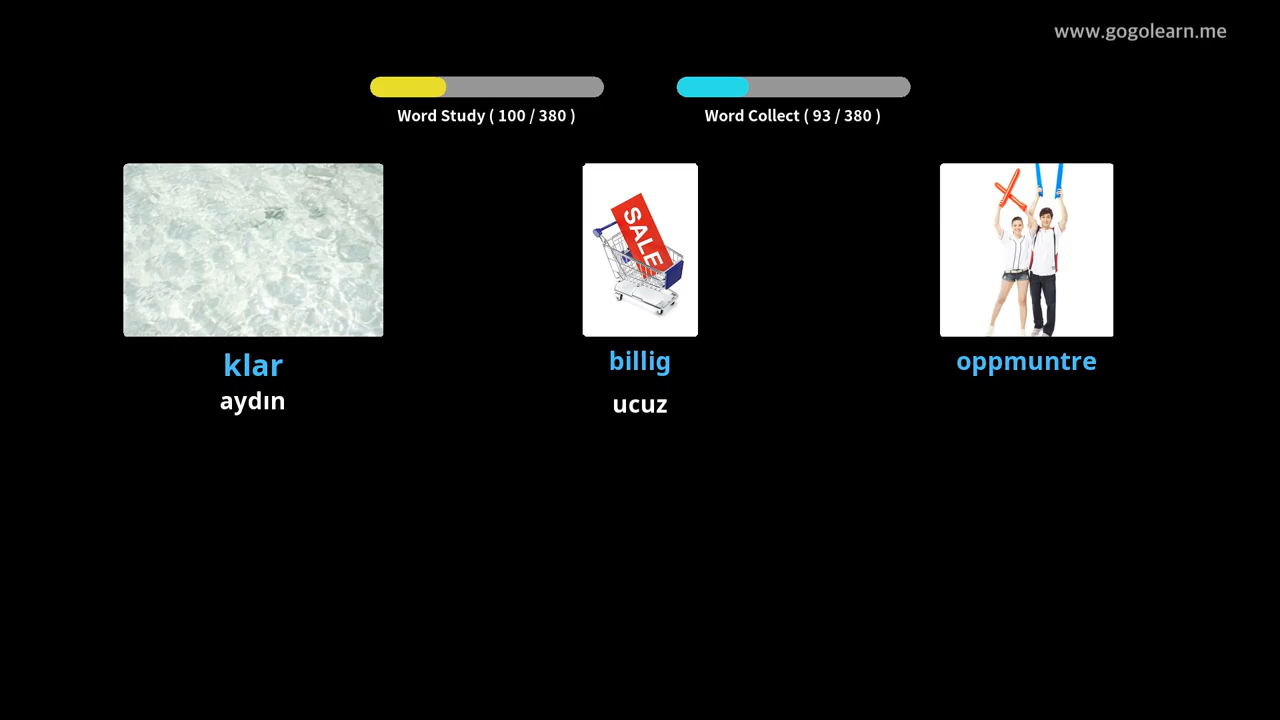 www.gogolearn.me
Word Study ( 100 / 380 )
Word Collect ( 93 / 380 )
SALE
klar
billig
oppmuntre
aydın
ucuz